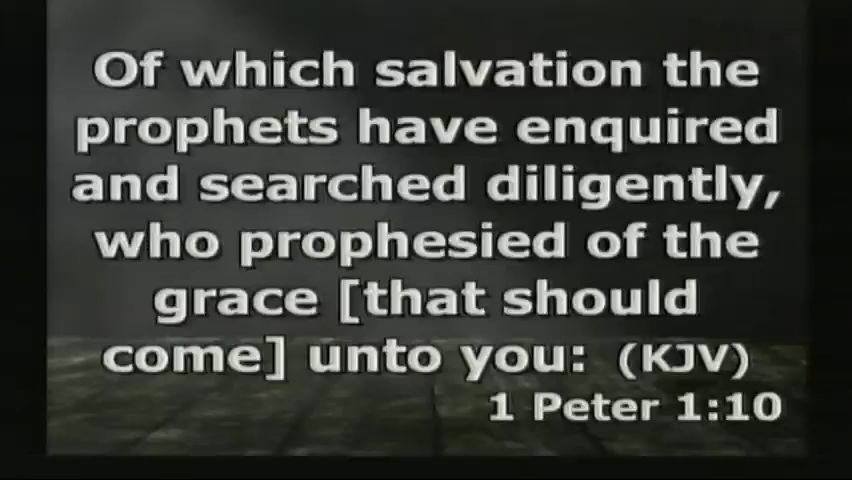 Of which salvation the
prophets have enquired
and searched diligently,
who prophesied of the
grace [that should
come] unto you: (KJV)
1 Peter 1:10